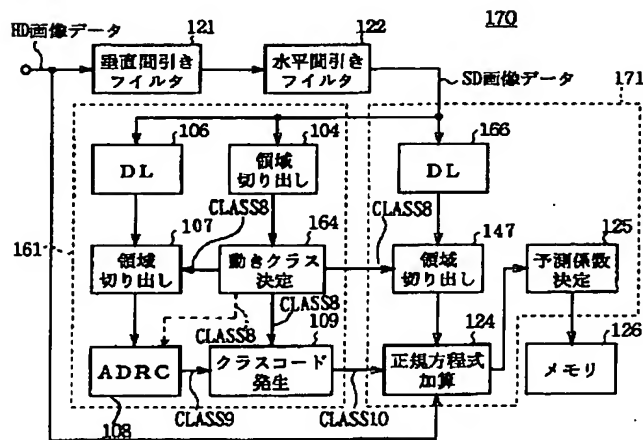 HD画像データ
121
122
170
垂直間引き
フィルタ
水平間引き
フィルタ
SD画像データ
171
106
104
166
DL
領域
切り出し
DL
CLASS8
CLASS8
161
107
164
147
125
領域
切り出し
動きクラス
決定
領域
切り出し
予測係数
決定
CLASS8
CLASS8
109
124
126
ADRC
クラスコード
発生
正規方程式
加算
メモリ
108
CLASS9
CLASS10